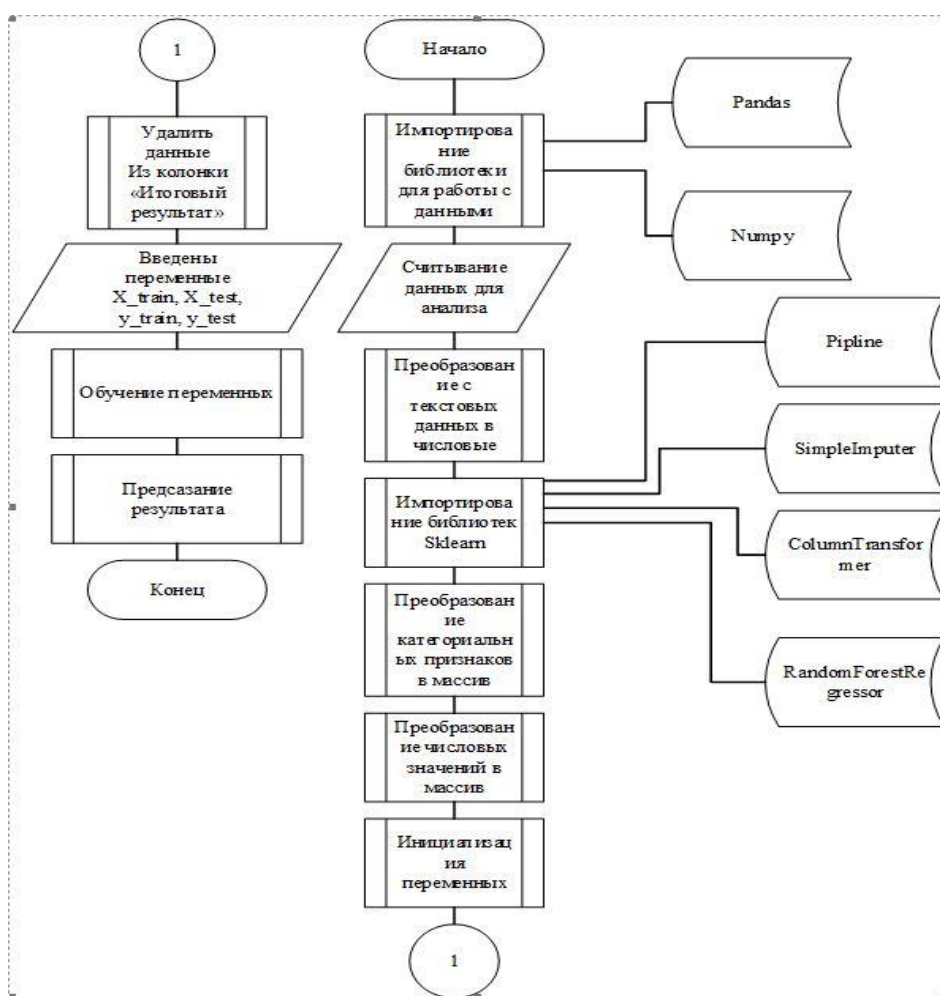 1
Удалить
данные
Из колонки
«Итоговый
результат»
Введены
переменные
X_train, X_test,
y_train, y_test
Обучение переменных
Предсазание
результата
Конец
Начало
Импортирова
ние
библиотеки
для работы с
данными
Считывание
данных для
анализа
Преобразован
ие с
текстовых
данных в
числовые
Импортирова
ние библиотек
Sklearn
Преобразован
ие
категориальн
ых признаков
в массив
Преобразован
ие числовых
значений в
массив
Инициализац
ия
переменных
1
Pandas
Numpy
Pipline
SimpleImputer
ColumnTransfor
mer
RandomForestRe
gressor